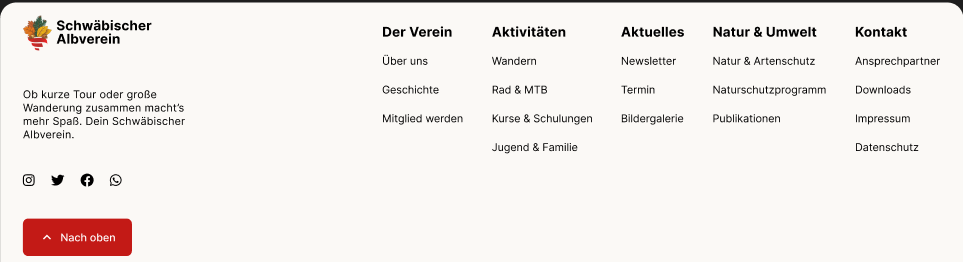 Schwäbischer
Albverein
Ob kurze Tour oder große
Wanderung zusammen macht's
mehr Spaß. Dein Schwäbischer
Albverein.
Nach oben
Der Verein
Über uns
Geschichte
Mitglied werden
Aktivitäten
Wandern
Rad & MTB
Kurse & Schulungen
Jugend & Familie
Aktuelles
Newsletter
Termin
Bildergalerie
Natur & Umwelt
Natur & Artenschutz
Naturschutzprogramm
Publikationen
Kontakt
Ansprechpartner
Downloads
Impressum
Datenschutz